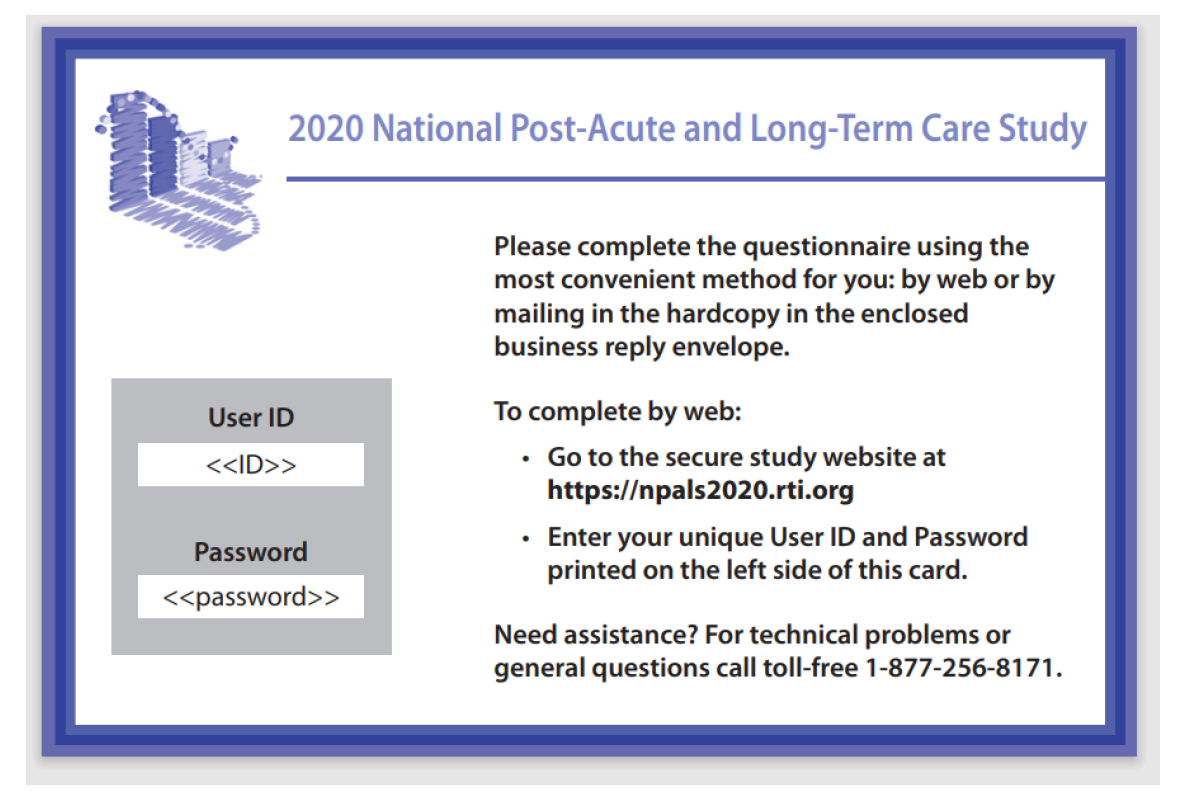 2020 National Post-Acute and Long-Term Care Study
Please complete the questionnaire using the
most convenient method for you: by web or by
mailing in the hardcopy in the enclosed
business reply envelope.
User ID
<<ID>>
Password
<<password>>
To complete by web:
• Go to the secure study website at
https://npals2020.rti.org
• Enter your unique User ID and Password
printed on the left side of this card.
Need assistance? For technical problems or
general questions call toll-free 1-877-256-8171.